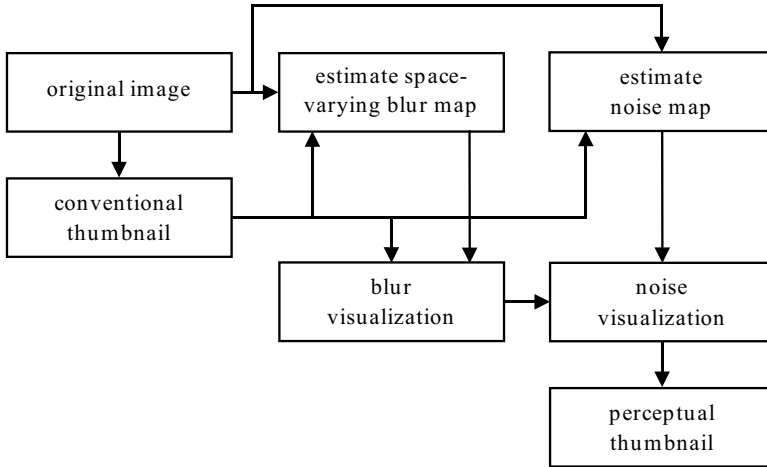 original image
estimate space-
varying blur map
estimate
noise map
conventional
thumbnail
blur
visualization
noise
visualization
perceptual
thumbnail